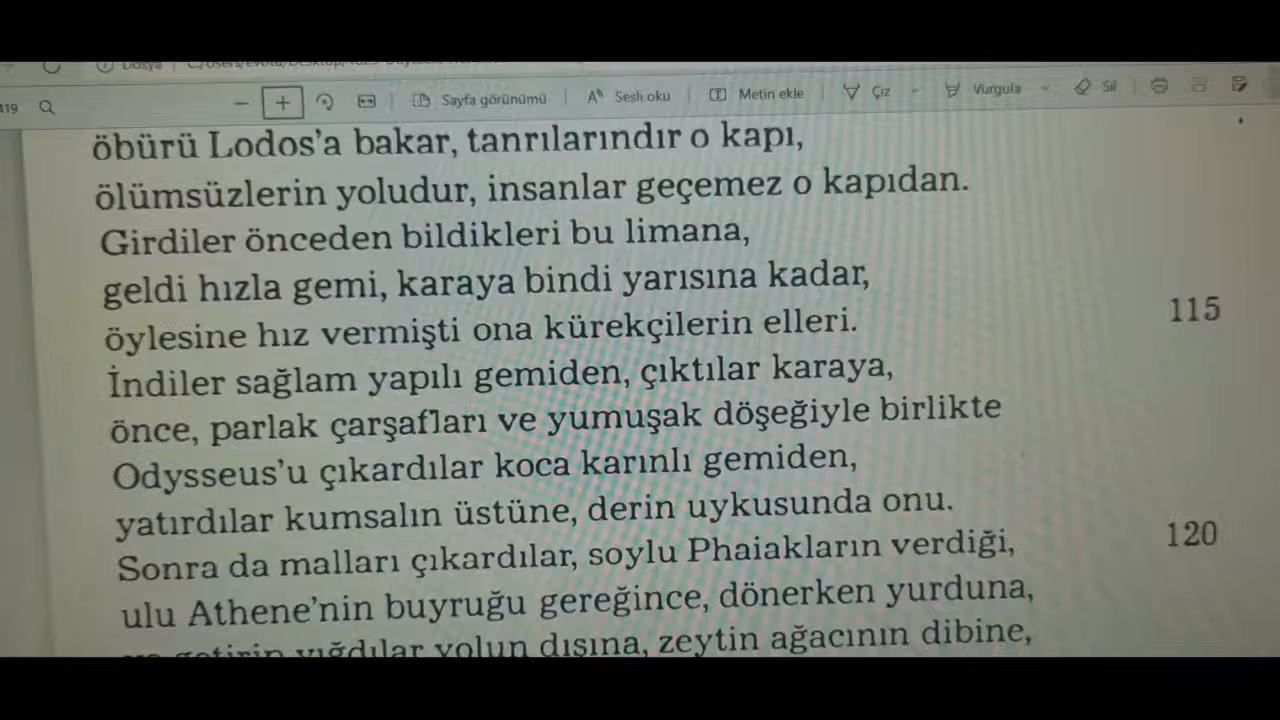 Dosya
119 Sayfa görünümü Sesli oku Metin ekle Çiz Vurgula Sil
öbürü Lodos'a bakar, tanrılarındır o kapı,
ölümsüzlerin yoludur, insanlar geçemez o kapıdan.
Girdiler önceden bildikleri bu limana,
geldi hızla gemi, karaya bindi yarısına kadar,
öylesine hız vermişti ona kürekçilerin elleri. 115
İndiler sağlam yapılı gemiden, çıktılar karaya,
önce, parlak çarşafları ve yumuşak döşeğiyle birlikte
Odysseus'u çıkardılar koca karınlı gemiden,
yatırdılar kumsalın üstüne, derin uykusunda onu.
Sonra da malları çıkardılar, soylu Phaiakların verdiği, 120
ulu Athene'nin buyruğu gereğince, dönerken yurduna,
ve getirip yığdılar yolun dışına, zeytin ağacının dibine,